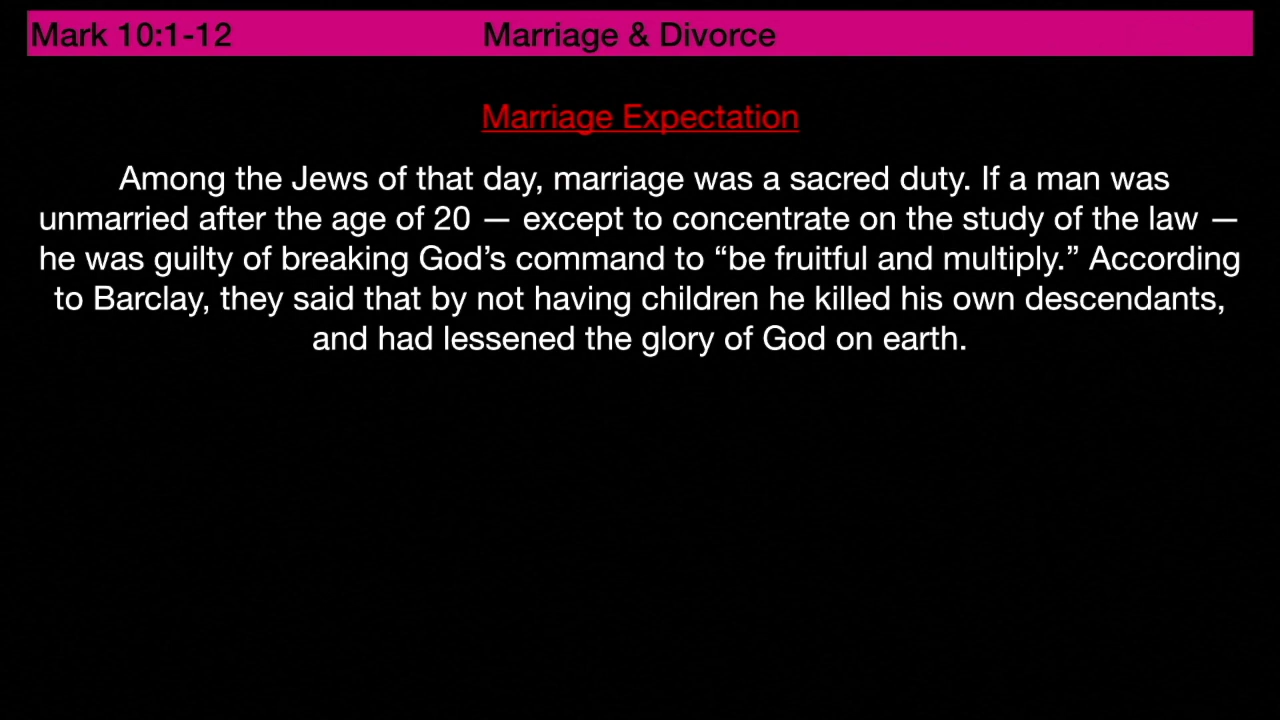 Mark 10:1-12 Marriage & Divorce
Marriage Expectation
Among the Jews of that day, marriage was a sacred duty. If a man was
unmarried after the age of 20 — except to concentrate on the study of the law —
he was guilty of breaking God’s command to “be fruitful and multiply.” According
to Barclay, they said that by not having children he killed his own descendants,
and had lessened the glory of God on earth.